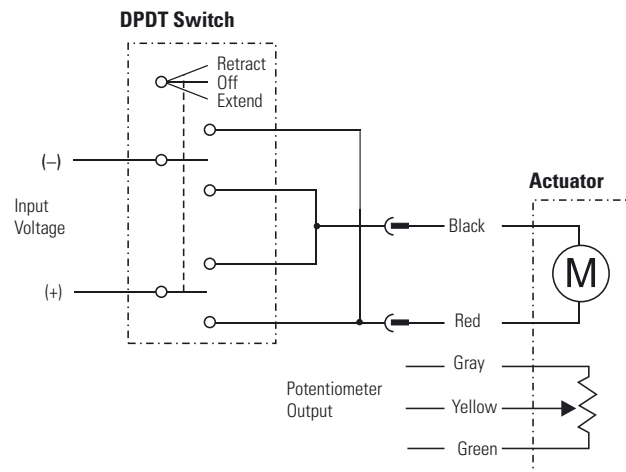 DPDT Switch
Retract
Off
Extend
(–)
Input
Voltage
(+)
Actuator
Black
M
Red
Gray
Potentiometer
Output
Yellow
Green